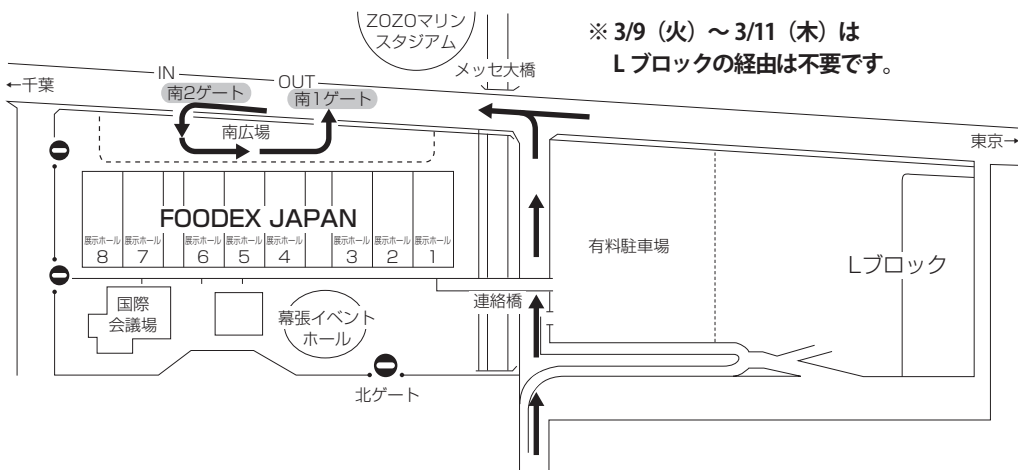 ZOZOマリン
スタジアム
※ 3/9（火）～ 3/11（木）は
L ブロックの経由は不要です。
メッセ大橋
←千葉
IN
OUT
南2ゲート
南1ゲート
南広場
東京→
FOODEX JAPAN
展示ホール 展示ホール 展示ホール 展示ホール 展示ホール 展示ホール 展示ホール 展示ホール
8 7 6 5 4 3 2 1
有料駐車場
Lブロック
連絡橋
国際
会議場
幕張イベント
ホール
北ゲート